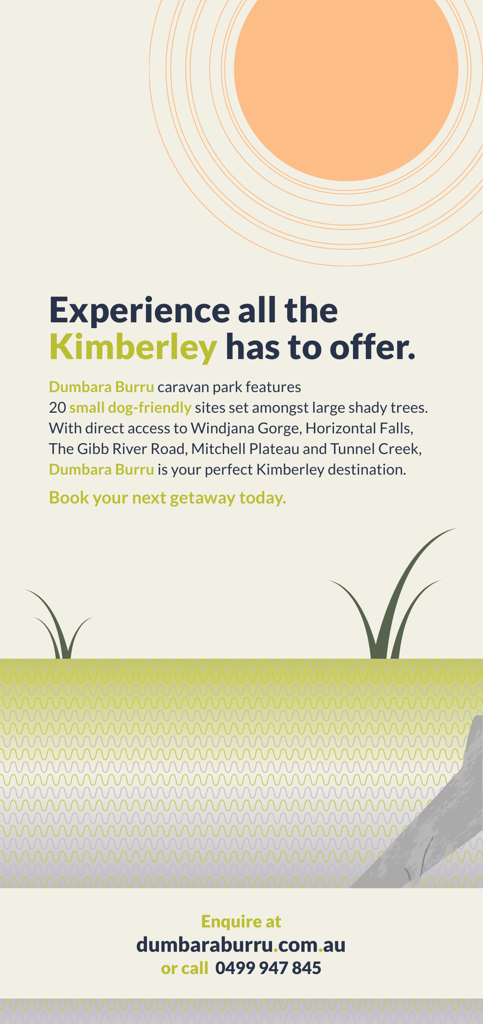 Experience all the
Kimberley has to offer.
Dumbara Burru caravan park features
20 small dog-friendly sites set amongst large shady trees.
With direct access to Windjana Gorge, Horizontal Falls,
The Gibb River Road, Mitchell Plateau and Tunnel Creek,
Dumbara Burru is your perfect Kimberley destination.
Book your next getaway today.
Enquire at
dumbaraburru.com.au
or call 0499 947 845